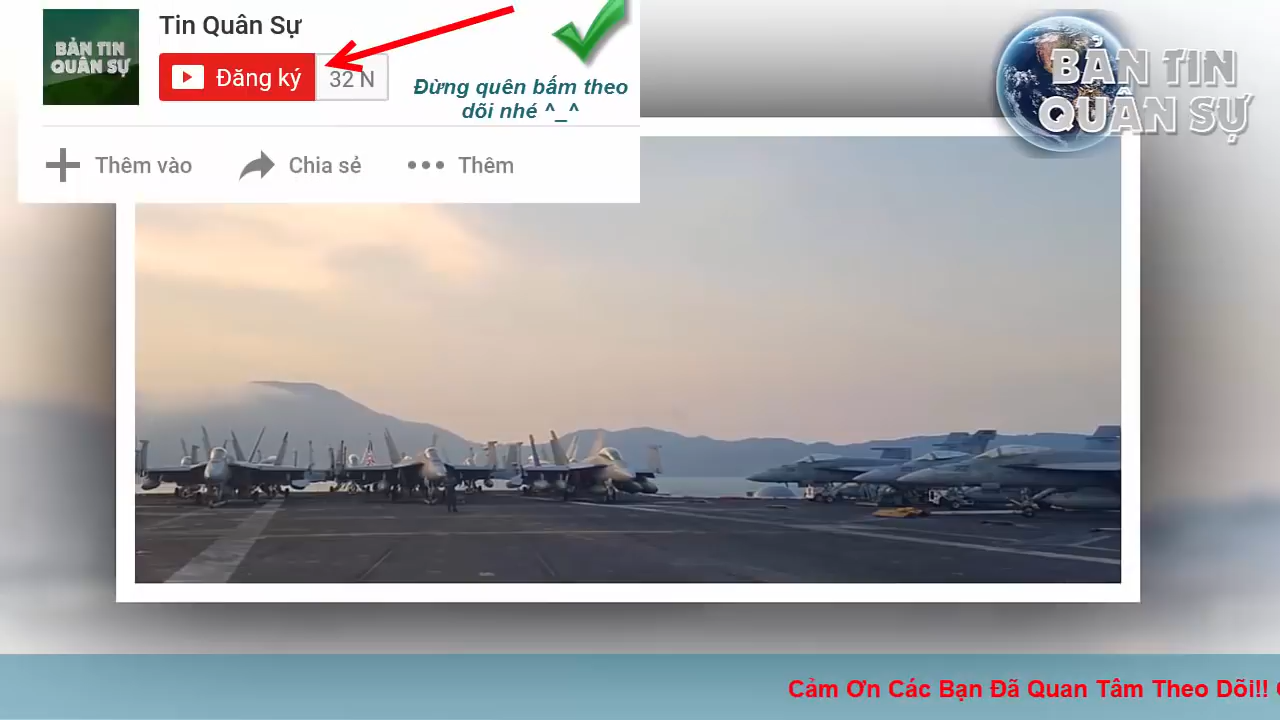 Tin Quân Sự
BẢN TIN
QUÂN SỰ
Đăng ký
32 N
Đừng quên bấm theo
dõi nhé ^_^
Thêm vào
Chia sẻ
Thêm
BẢN TIN
QUÂN SỰ
Cảm Ơn Các Bạn Đã Quan Tâm Theo Dõi!!